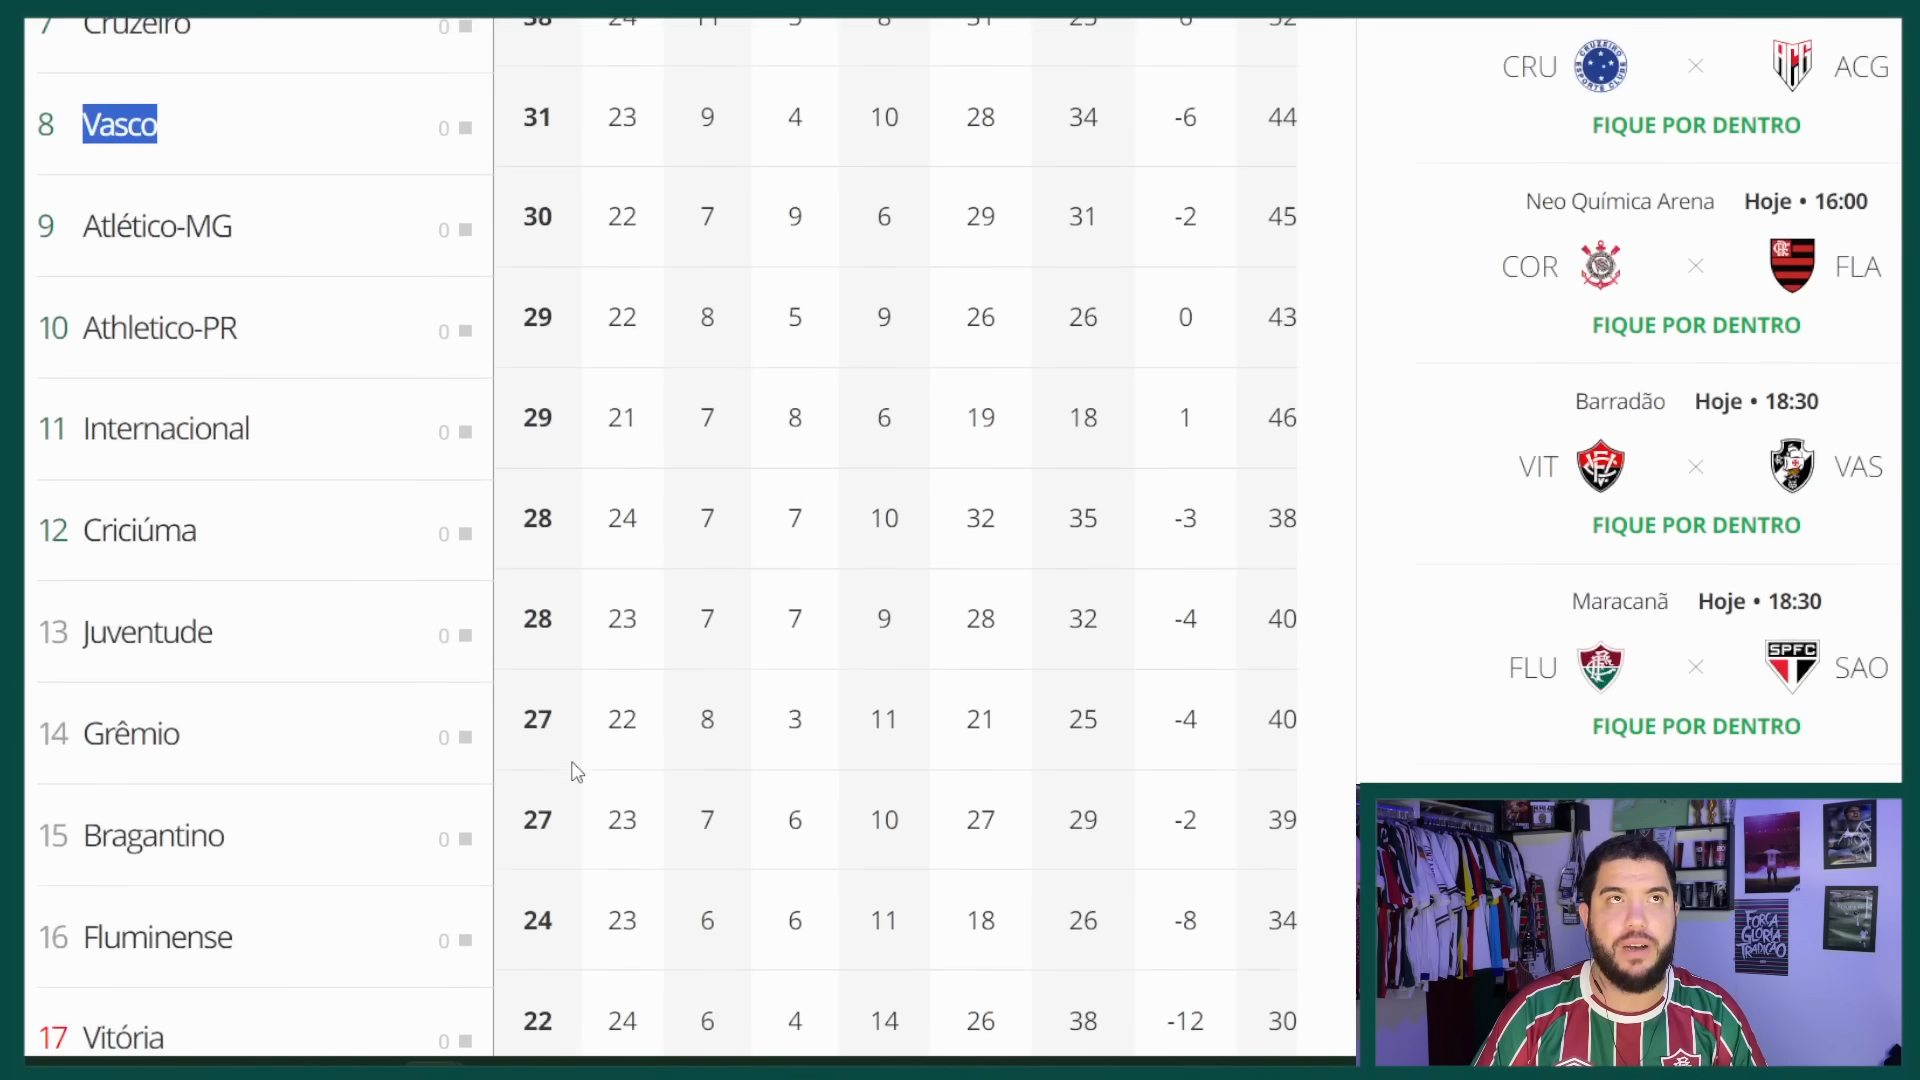 7 Cruzeiro 0 38 24 11 5 8 31 25 6 52
8 Vasco 0 31 23 9 4 10 28 34 -6 44
9 Atlético-MG 0 30 22 7 9 6 29 31 -2 45
10 Athletico-PR 0 29 22 8 5 9 26 26 0 43
11 Internacional 0 29 21 7 8 6 19 18 1 46
12 Criciúma 0 28 24 7 7 10 32 35 -3 38
13 Juventude 0 28 23 7 7 9 28 32 -4 40
14 Grêmio 0 27 22 8 3 11 21 25 -4 40
15 Bragantino 0 27 23 7 6 10 27 29 -2 39
16 Fluminense 0 24 23 6 6 11 18 26 -8 34
17 Vitória 0 22 24 6 4 14 26 38 -12 30
CRU CRUZEIRO ESPORTE CLUBE × ACG ACG
FIQUE POR DENTRO
Neo Química Arena Hoje • 16:00
COR × FLA
FIQUE POR DENTRO
Barradão Hoje • 18:30
VIT × VAS
FIQUE POR DENTRO
Maracanã Hoje • 18:30
FLU × SPFC SAO
FIQUE POR DENTRO
FORÇA
GLORIA
TRADIÇÃO